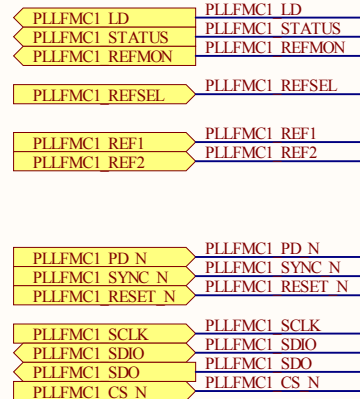 PLLFMC1_LD PLLFMC1_LD
PLLFMC1_STATUS PLLFMC1_STATUS
PLLFMC1_REFMON PLLFMC1_REFMON
PLLFMC1_REFSEL PLLFMC1_REFSEL
PLLFMC1_REF1 PLLFMC1_REF1
PLLFMC1_REF2 PLLFMC1_REF2
PLLFMC1_PD_N PLLFMC1_PD_N
PLLFMC1_SYNC_N PLLFMC1_SYNC_N
PLLFMC1_RESET_N PLLFMC1_RESET_N
PLLFMC1_SCLK PLLFMC1_SCLK
PLLFMC1_SDIO PLLFMC1_SDIO
PLLFMC1_SDO PLLFMC1_SDO
PLLFMC1_CS_N PLLFMC1_CS_N